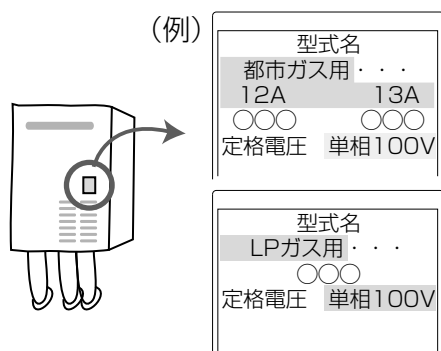 (例)
型式名
都市ガス用・・・
12A 13A
○○○ ○○○
定格電圧 単相100V
型式名
LPガス用・・・
○○○
定格電圧 単相100V